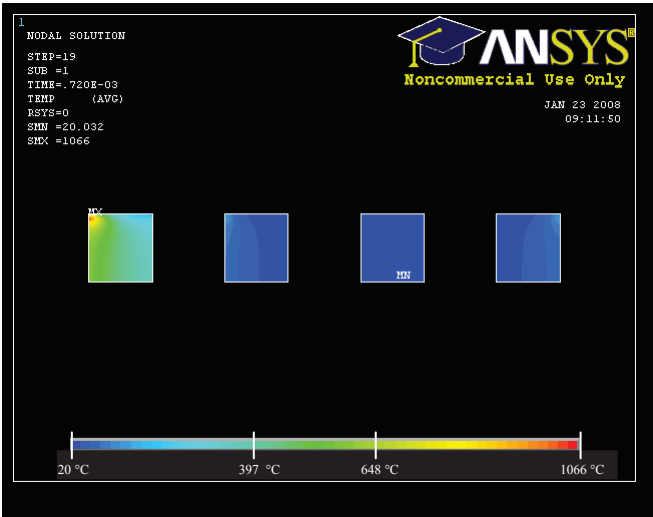 1
NODAL SOLUTION
STEP=19
SUB =1
TIME=.720E-03
TEMP (AVG)
RSYS=0
SMN =20.032
SMX =1066
ANSYS®
Noncommercial Use Only
JAN 23 2008
09:11:50
MX
MN
20 °C 397 °C 648 °C 1066 °C